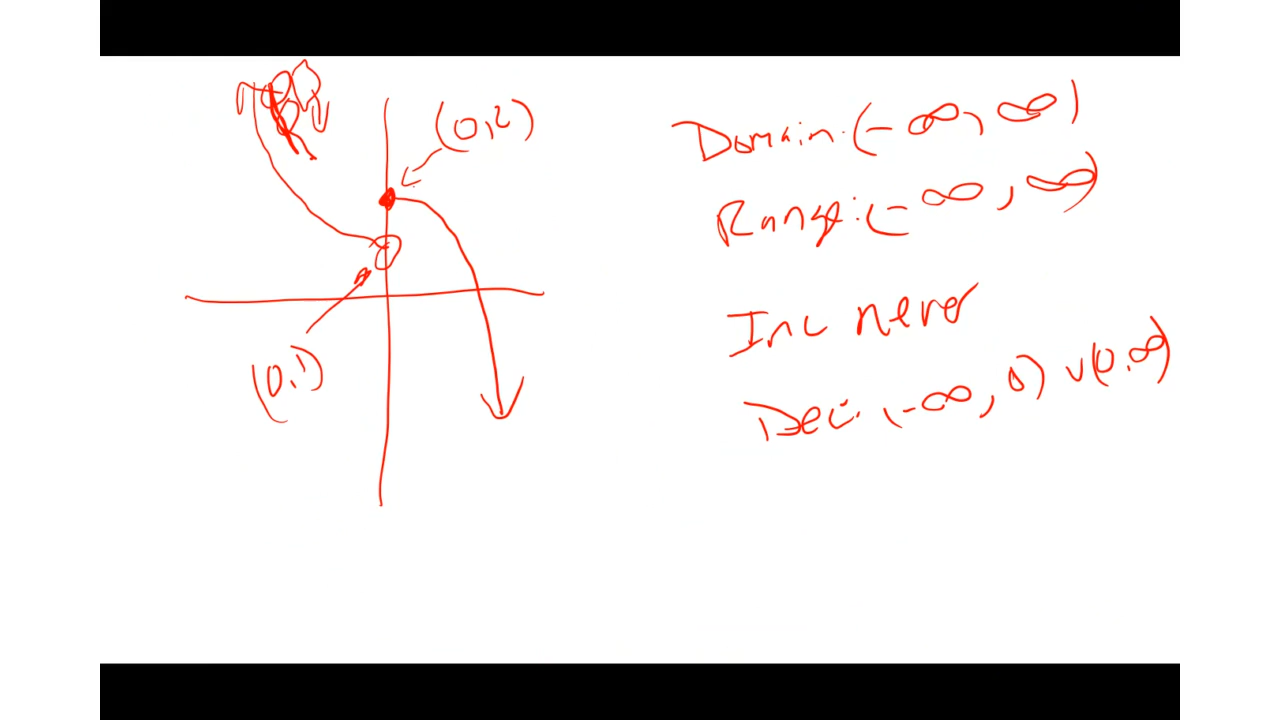 (0,2)
(0,1)
Domain: (-∞, ∞)
Range: (-∞, ∞)
Inc never
Dec: (-∞, 0) ∪ (0, ∞)